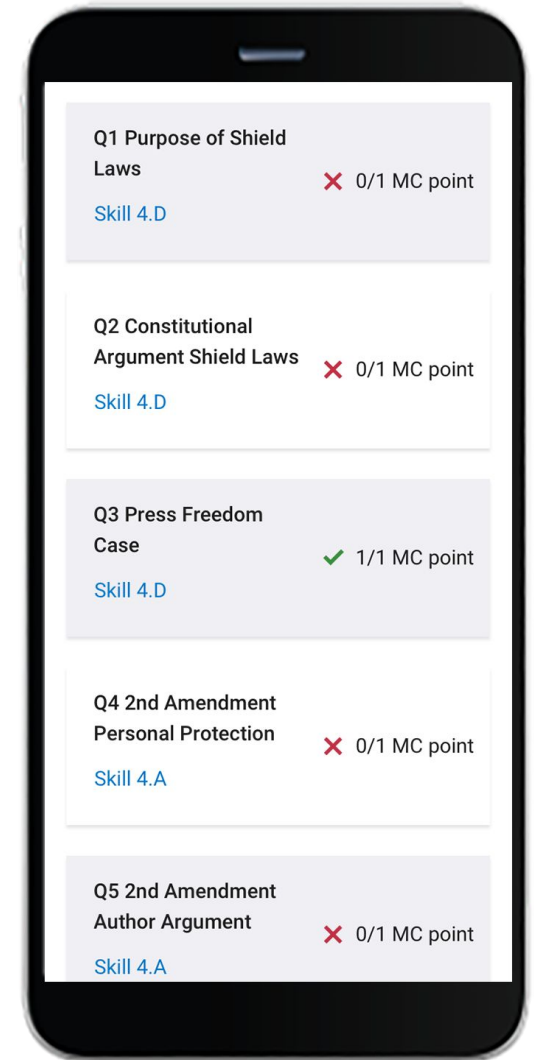 Q1 Purpose of Shield
Laws
0/1 MC point
Skill 4.D
Q2 Constitutional
Argument Shield Laws
0/1 MC point
Skill 4.D
Q3 Press Freedom
Case
1/1 MC point
Skill 4.D
Q4 2nd Amendment
Personal Protection
0/1 MC point
Skill 4.A
Q5 2nd Amendment
Author Argument
0/1 MC point
Skill 4.A